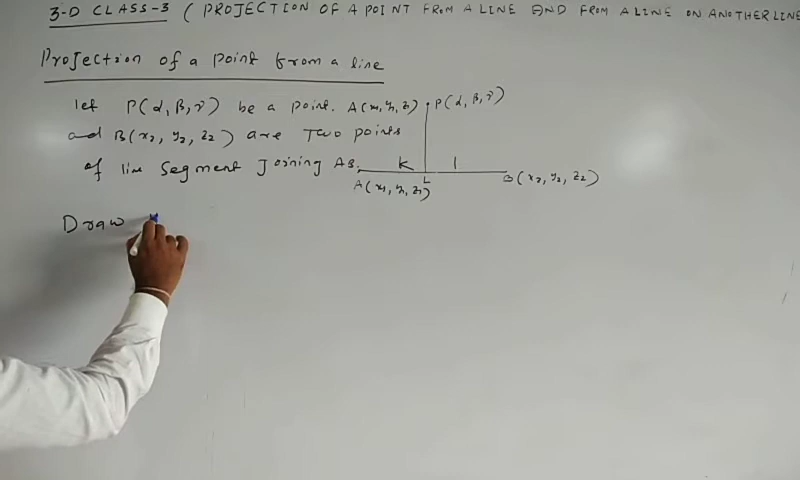 3-D CLASS-3 ( PROJECTION OF A POINT FROM A LINE AND FROM A LINE ON ANOTHER LINE
Projection of a point from a line
let P(α, β, γ) be a point. A(x₁, y₁, z₁)
and B(x₂, y₂, z₂) are Two points
of line Segment Joining AB.
P(α, β, γ)
K 1
A(x₁, y₁, z₁) L B(x₂, y₂, z₂)
Draw